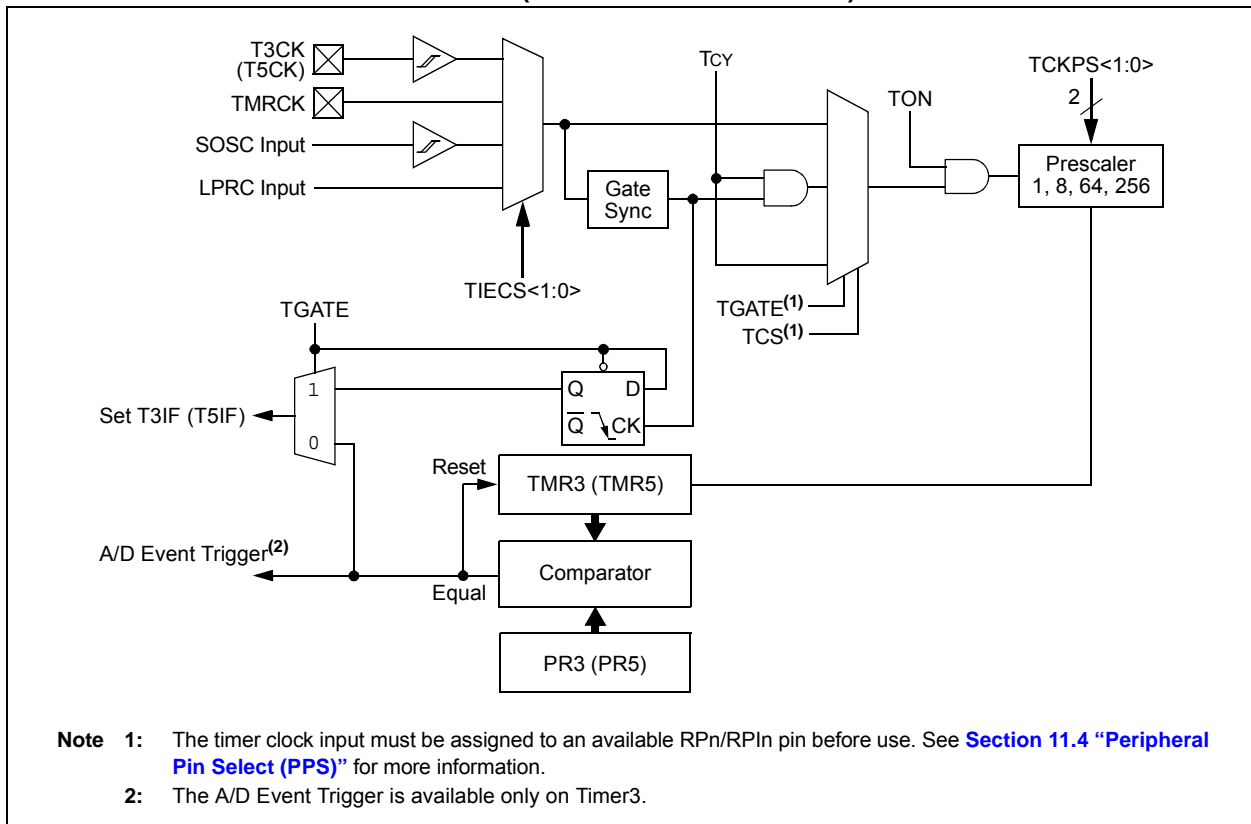 T3CK
(T5CK)
TMRCK
SOSC Input
LPRC Input
TIECS<1:0>
Gate
Sync
TCY
TGATE(1)
TCS(1)
TON
TCKPS<1:0>
2
Prescaler
1, 8, 64, 256
TGATE
1
0
Set T3IF (T5IF)
Q D
Q CK
Reset
TMR3 (TMR5)
A/D Event Trigger(2)
Equal
Comparator
PR3 (PR5)
Note 1: The timer clock input must be assigned to an available RPn/RPIn pin before use. See Section 11.4 “Peripheral
Pin Select (PPS)” for more information.
2: The A/D Event Trigger is available only on Timer3.